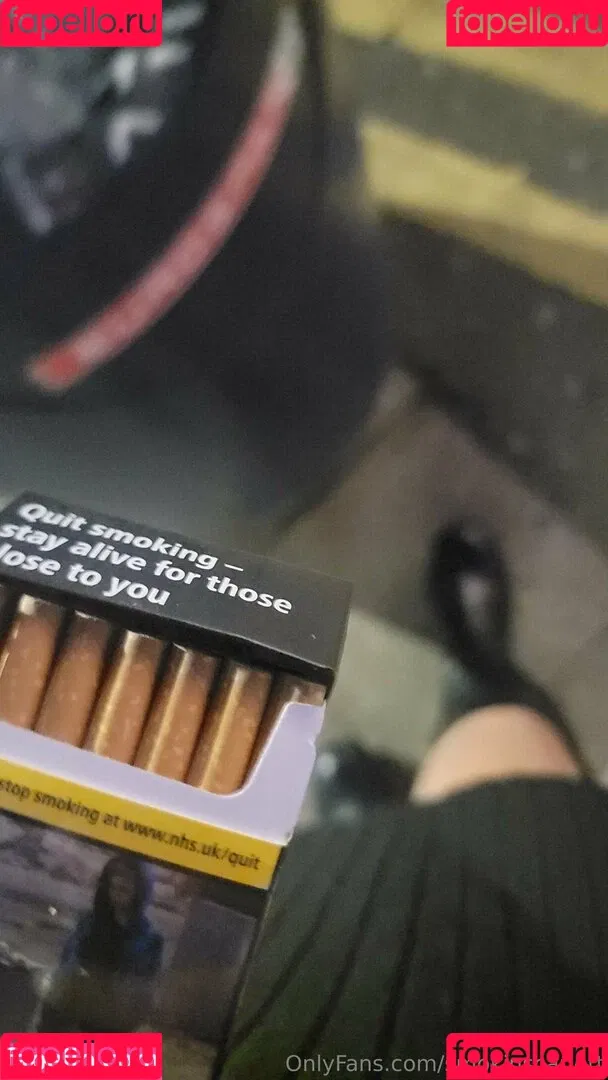 fapello.ru
fapello.ru
Quit smoking –
stay alive for those
lose to you
stop smoking at www.nhs.uk/quit
fapello.ru
OnlyFans.com/
fapello.ru